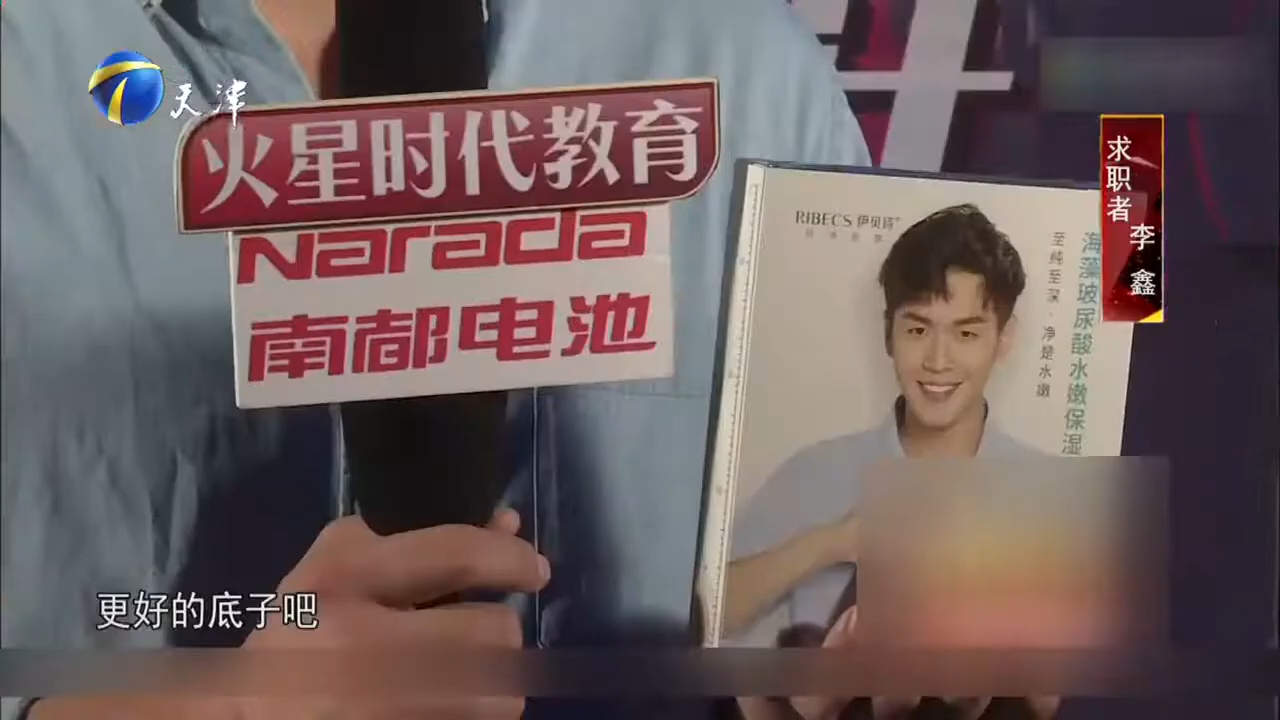 天津
火星时代教育
Narada
南都电池
RIBECS 伊贝诗
至纯至深·净是水嫩
海藻玻尿酸水嫩保湿
求职者
李鑫
更好的底子吧